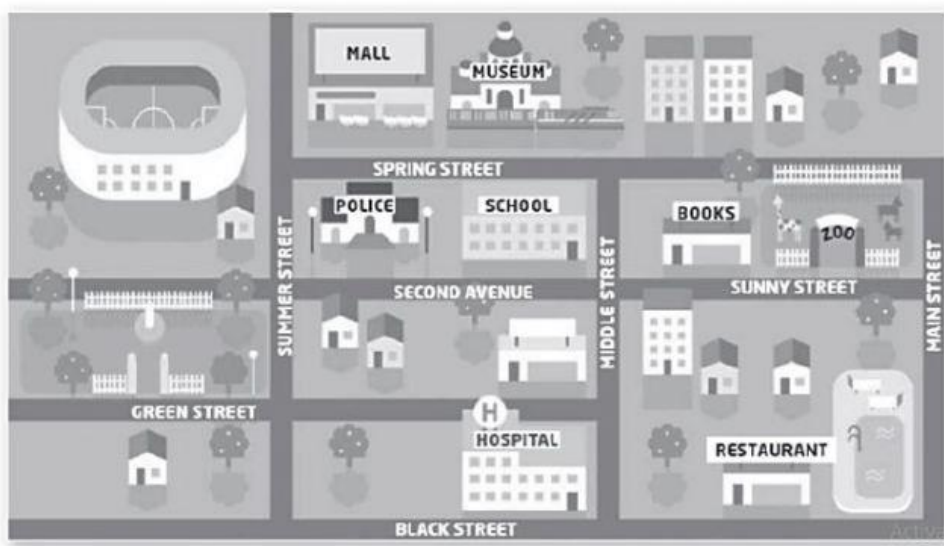 MALL
MUSEUM
SPRING STREET
POLICE
SCHOOL
BOOKS
ZOO
SUMMER STREET
SECOND AVENUE
MIDDLE STREET
SUNNY STREET
MAIN STREET
GREEN STREET
H
HOSPITAL
RESTAURANT
BLACK STREET